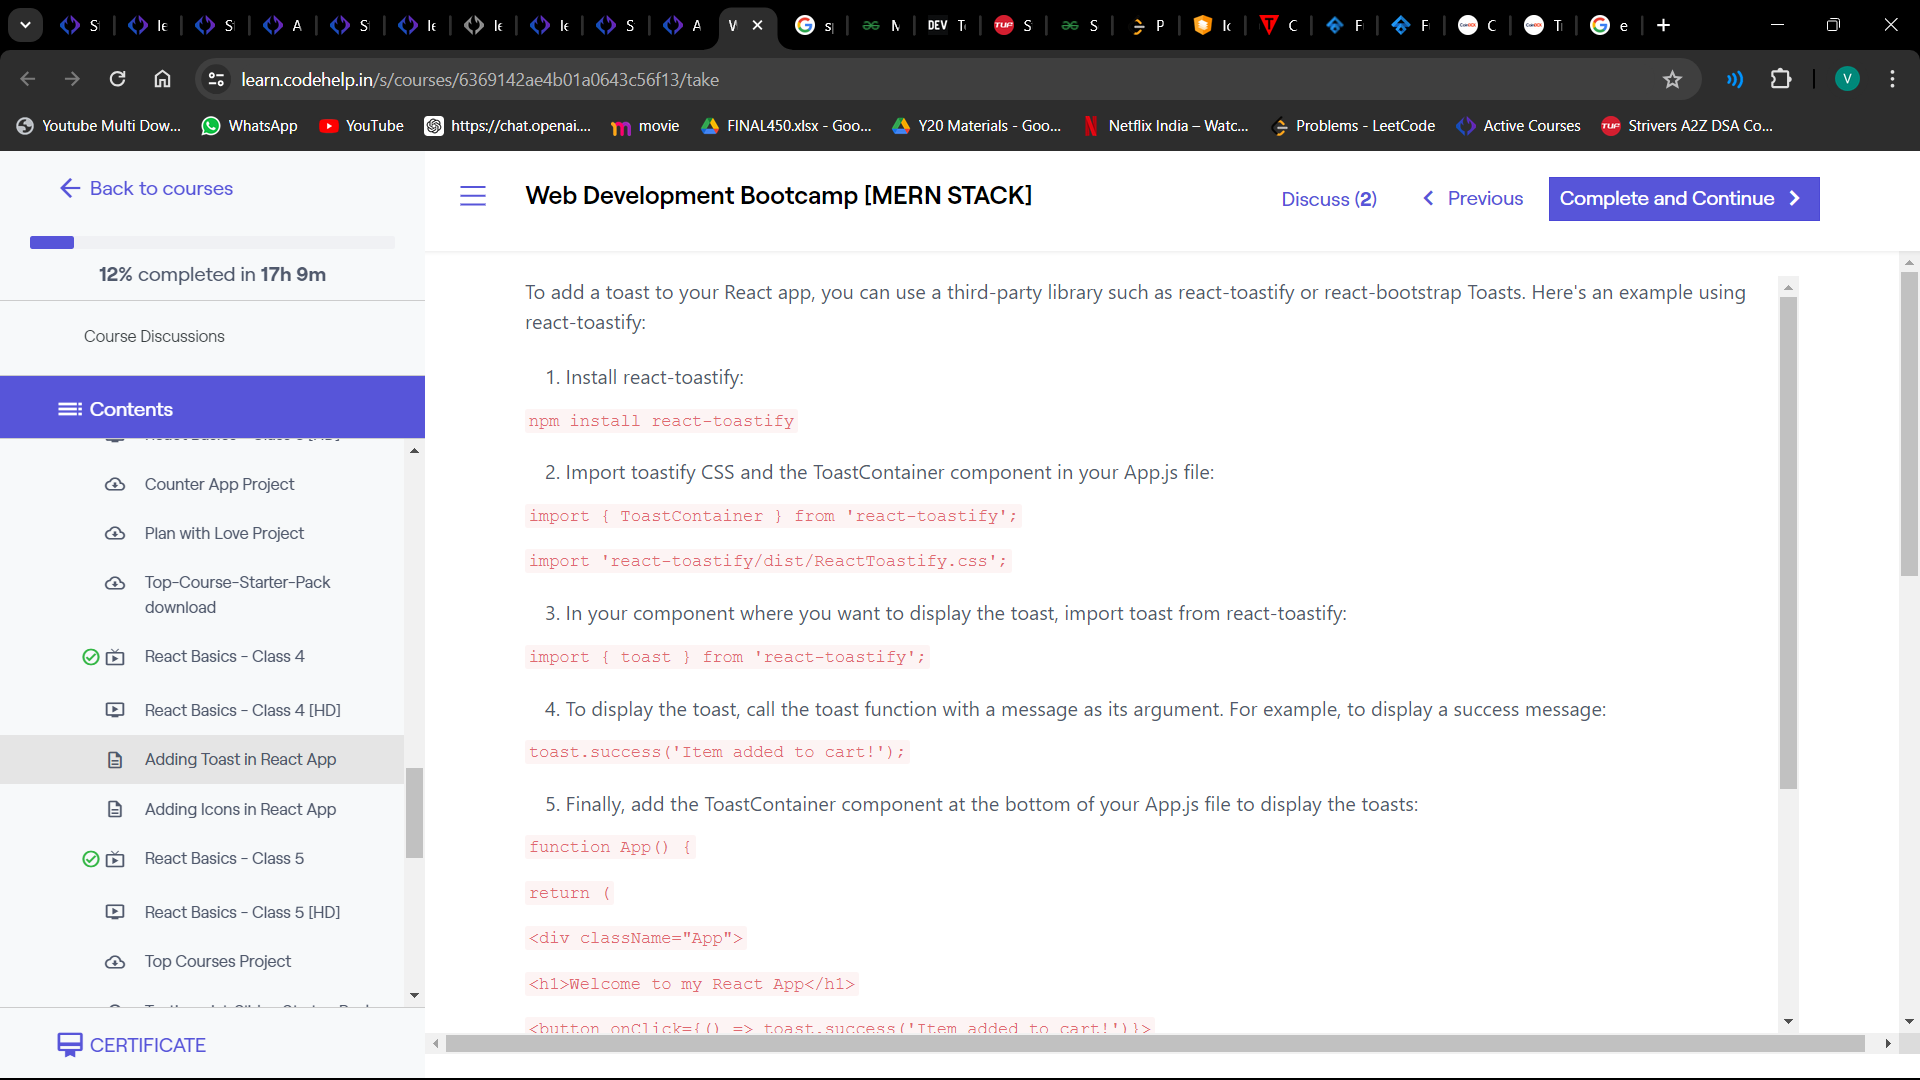 S
le
S
A
S
le
le
le
S
A
W
s
M
DEV T
TUF S
S
P
Ic
C
F
F
C
T
e
learn.codehelp.in/s/courses/6369142ae4b01a0643c56f13/take
V
Youtube Multi Dow...
WhatsApp
YouTube
https://chat.openai....
movie
FINAL450.xlsx - Goo...
Y20 Materials - Goo...
Netflix India – Watc...
Problems - LeetCode
Active Courses
TUF Strivers A2Z DSA Co...
Back to courses
12% completed in 17h 9m
Course Discussions
Contents
Counter App Project
Plan with Love Project
Top-Course-Starter-Pack
download
React Basics - Class 4
React Basics - Class 4 [HD]
Adding Toast in React App
Adding Icons in React App
React Basics - Class 5
React Basics - Class 5 [HD]
Top Courses Project
CERTIFICATE
Web Development Bootcamp [MERN STACK]
Discuss (2)
Previous
Complete and Continue
To add a toast to your React app, you can use a third-party library such as react-toastify or react-bootstrap Toasts. Here's an example using
react-toastify:
1. Install react-toastify:
npm install react-toastify
2. Import toastify CSS and the ToastContainer component in your App.js file:
import { ToastContainer } from 'react-toastify';
import 'react-toastify/dist/ReactToastify.css';
3. In your component where you want to display the toast, import toast from react-toastify:
import { toast } from 'react-toastify';
4. To display the toast, call the toast function with a message as its argument. For example, to display a success message:
toast.success('Item added to cart!');
5. Finally, add the ToastContainer component at the bottom of your App.js file to display the toasts:
function App() {
return (
<div className="App">
<h1>Welcome to my React App</h1>
<button onClick={() => toast.success('Item added to cart!')}>